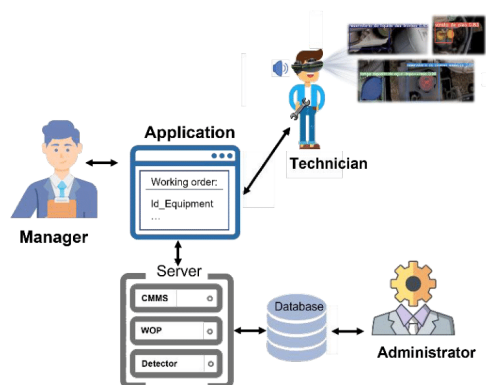 Application
Working order:
Id_Equipment
...
Manager
Technician
Server
CMMS
WOP
Detector
Database
Administrator